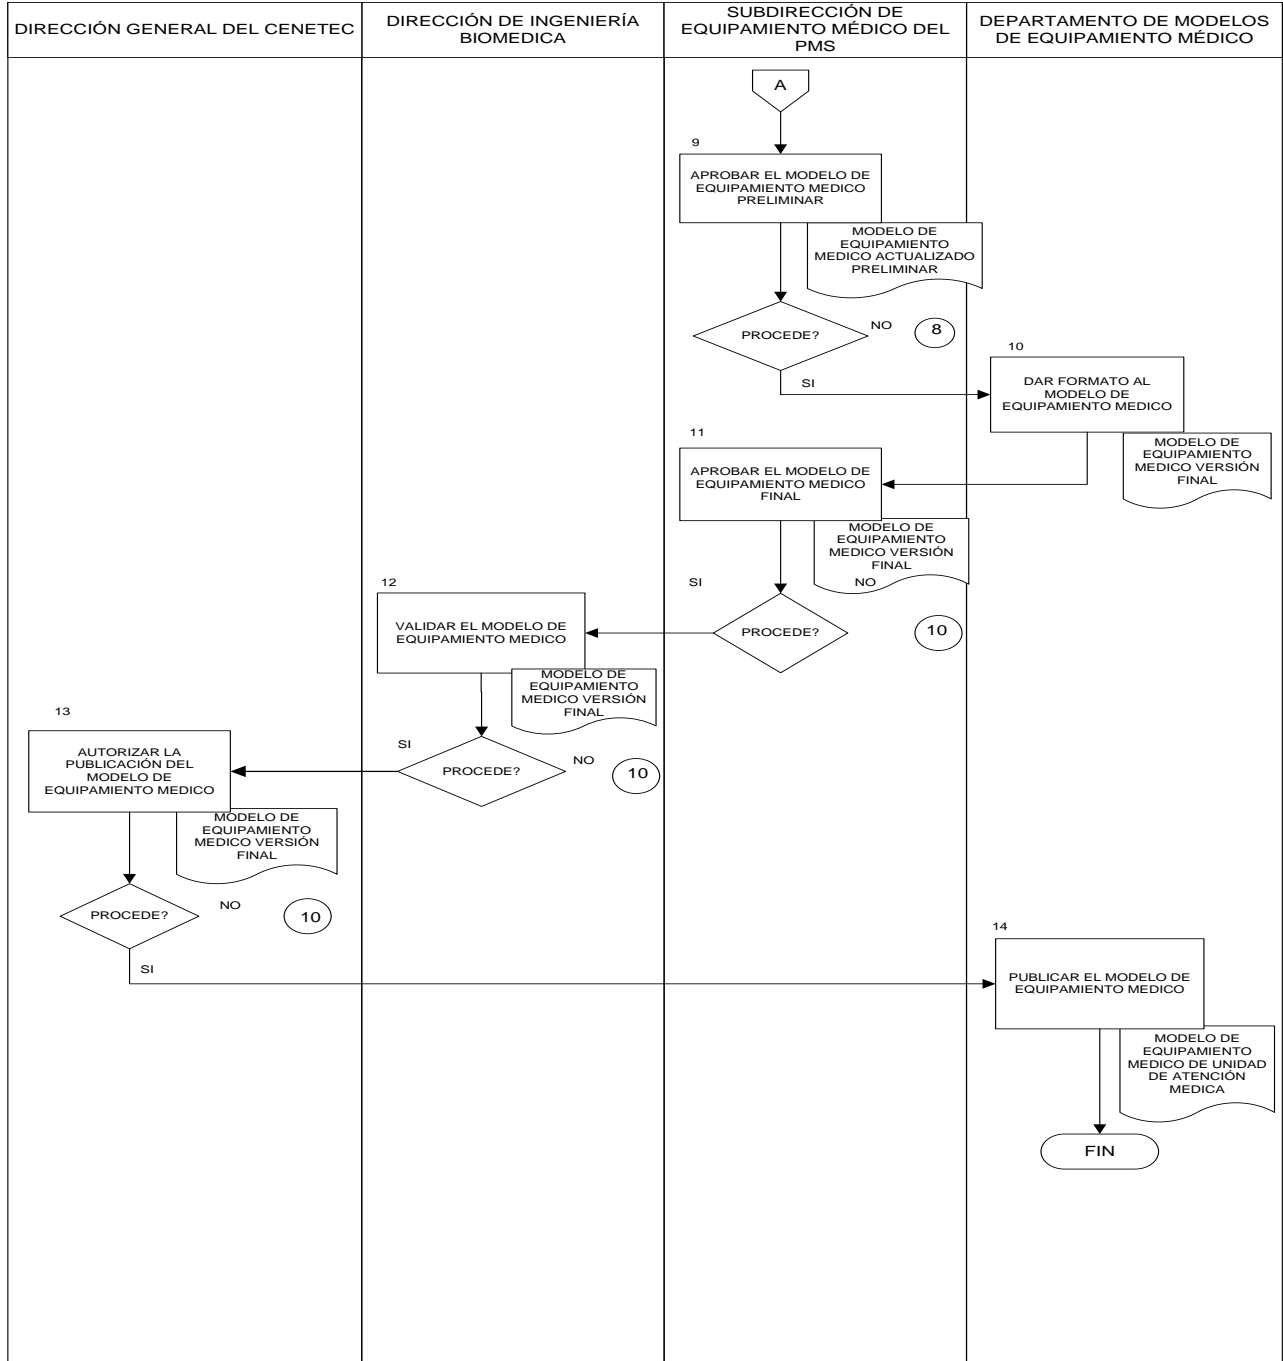 DIRECCIÓN GENERAL DEL CENETEC
DIRECCIÓN DE INGENIERÍA
BIOMEDICA
SUBDIRECCIÓN DE
EQUIPAMIENTO MÉDICO DEL
PMS
DEPARTAMENTO DE MODELOS
DE EQUIPAMIENTO MÉDICO
A
9
APROBAR EL MODELO DE
EQUIPAMIENTO MEDICO
PRELIMINAR
MODELO DE
EQUIPAMIENTO
MEDICO ACTUALIZADO
PRELIMINAR
PROCEDE?
NO
8
SI
10
DAR FORMATO AL
MODELO DE
EQUIPAMIENTO MEDICO
MODELO DE
EQUIPAMIENTO
MEDICO VERSIÓN
FINAL
11
APROBAR EL MODELO DE
EQUIPAMIENTO MEDICO
FINAL
MODELO DE
EQUIPAMIENTO
MEDICO VERSIÓN
FINAL
NO
SI
PROCEDE?
10
12
VALIDAR EL MODELO DE
EQUIPAMIENTO MEDICO
MODELO DE
EQUIPAMIENTO
MEDICO VERSIÓN
FINAL
SI
PROCEDE?
NO
10
13
AUTORIZAR LA
PUBLICACIÓN DEL
MODELO DE
EQUIPAMIENTO MEDICO
MODELO DE
EQUIPAMIENTO
MEDICO VERSIÓN
FINAL
PROCEDE?
NO
10
SI
14
PUBLICAR EL MODELO DE
EQUIPAMIENTO MEDICO
MODELO DE
EQUIPAMIENTO
MEDICO DE UNIDAD
DE ATENCIÓN
MEDICA
FIN